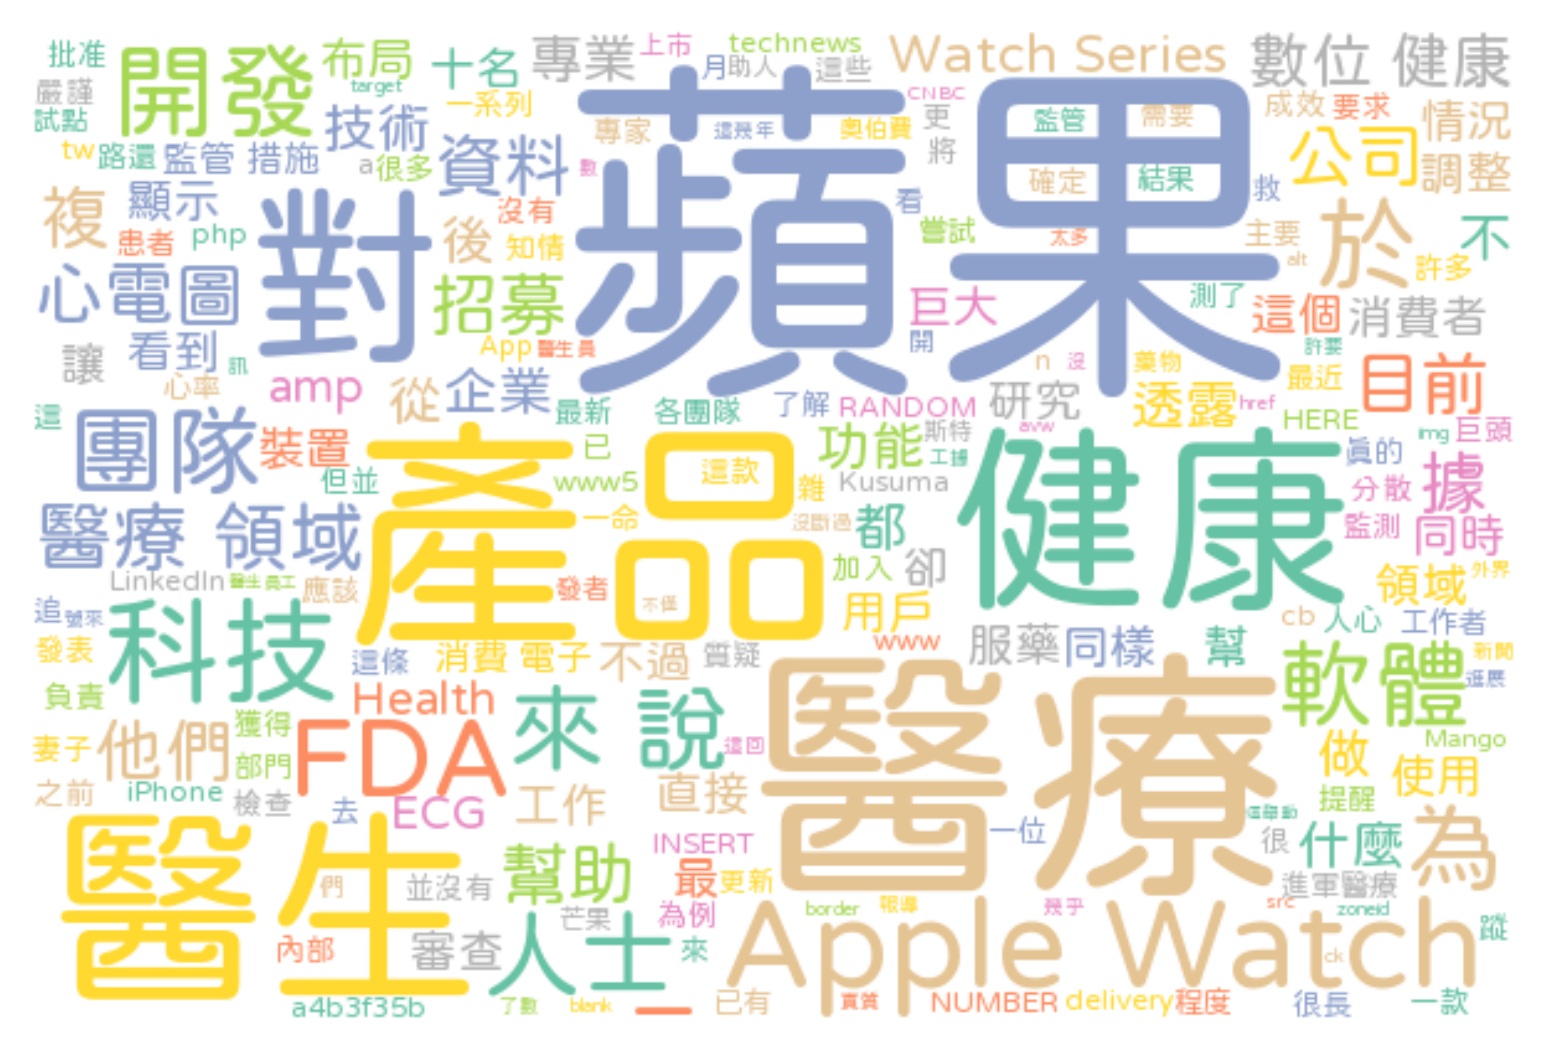 批准
開發
布局
十名
專業
上市
technews
Watch Series
數位 健康
target
月
助人
這些
嚴謹
一系列
CNBC
成效
要求
情況
試點
技術
專家
這幾年
奧伯費
更
監管
需要
公司
tw
路還
監管 措施
a
很多
資料
數
蘋果
將
確定
結果
救
調整
複
顯示
對
後
沒有
看
嘗試
太多
主要
於
不
患者
php
知情
alt
許多
心電圖
招募
巨大
測了
這個
消費者
看到
App
醫生員
開
許要
讓
訊
心率
amp
從
企業
n
沒
藥物
最近
目前
這
最新
各團隊
了解
RANDOM
研究
透露
href
HERE
團隊
裝置
產品
已
功能
斯特
avw
健康
img
巨頭
工據
真的
但並
www5
這款
雜
Kusuma
分散
據
醫療 領域
一命
沒斷過
都
監測
同時
LinkedIn
醫生員工
應該
發者
不僅
加入
卻
領域
外界
追
號來
科技
用戶
www
cb
人心
工作者
發表
這條
消費 電子
不過
質疑
服藥
同樣
幫
軟體
新聞
進展
負責
Health
妻子
他們
獲得
FDA
來 說
這回
醫療
Mango
部門
做
使用
之前
iPhone
檢查
去
ECG
工作
直接
提醒
醫生
INSERT
一位
這舉動
很
什麼
為
們
並沒有
幫助
最
更新
進軍醫療
芒果
為例
border
報導
幾乎
Apple Watch
src
zoneid
內部
審查
人士
來
ck
蹤
a4b3f35b
了數
blank
一
已有
實質
NUMBER
delivery
程度
很長
一款